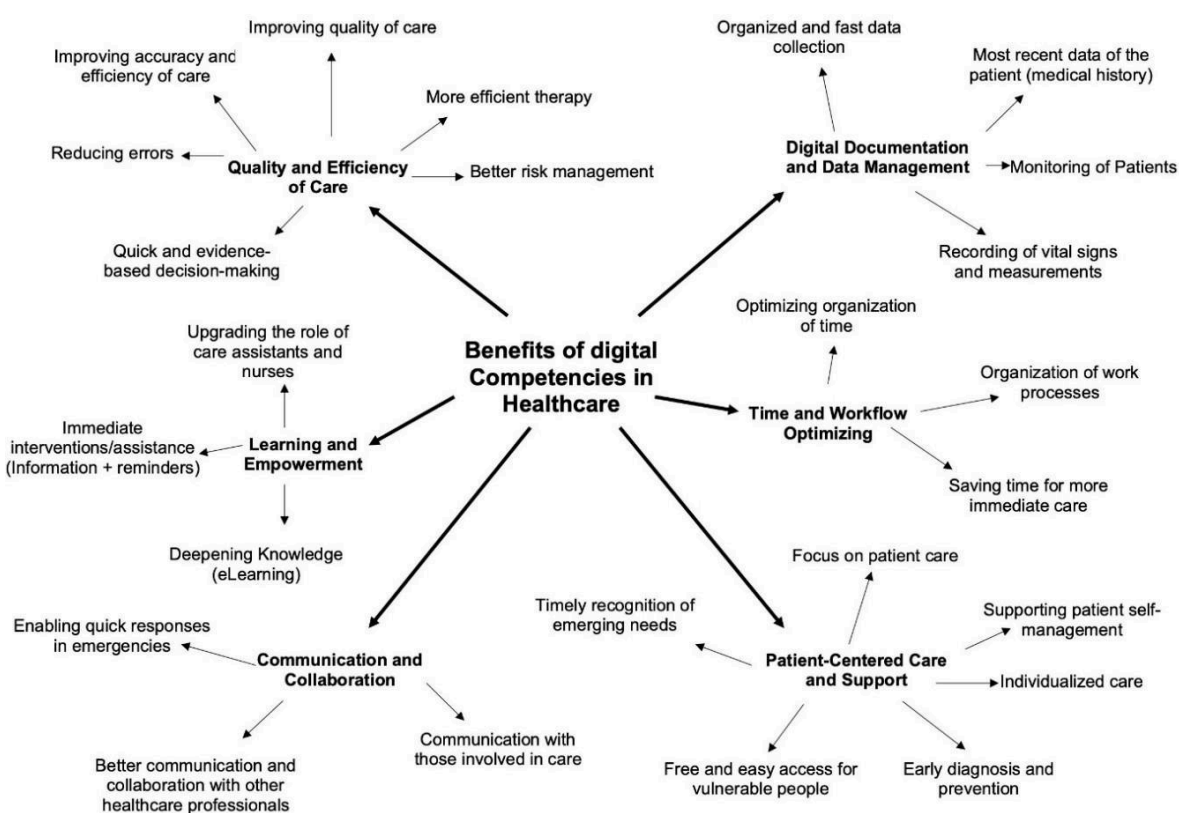 Improving quality of care
Improving accuracy and
efficiency of care
More efficient therapy
Reducing errors
Quality and Efficiency
of Care
Better risk management
Quick and evidence-
based decision-making
Organized and fast data
collection
Most recent data of the
patient (medical history)
Digital Documentation
and Data Management
Monitoring of Patients
Recording of vital signs
and measurements
Benefits of digital
Competencies in
Healthcare
Optimizing organization
of time
Organization of work
processes
Time and Workflow
Optimizing
Saving time for more
immediate care
Upgrading the role of
care assistants and
nurses
Immediate
interventions/assistance
(Information + reminders)
Learning and
Empowerment
Deepening Knowledge
(eLearning)
Enabling quick responses
in emergencies
Communication and
Collaboration
Better communication and
collaboration with other
healthcare professionals
Communication with
those involved in care
Focus on patient care
Timely recognition of
emerging needs
Supporting patient self-
management
Patient-Centered Care
and Support
Individualized care
Free and easy access for
vulnerable people
Early diagnosis and
prevention